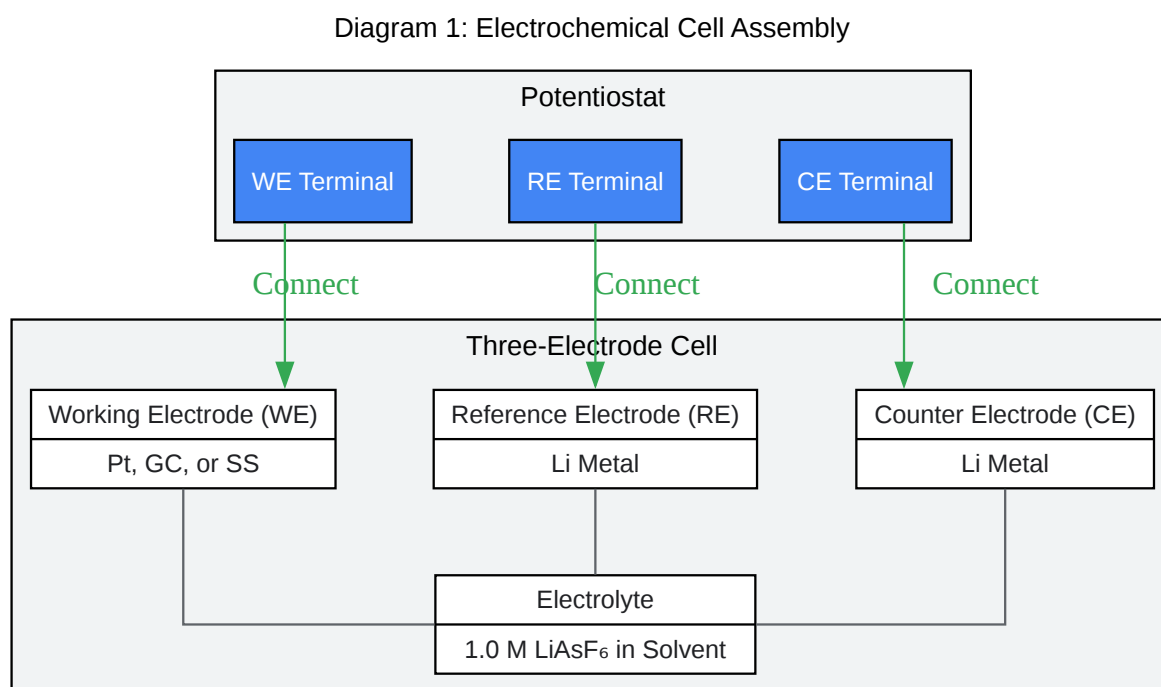 Diagram 1: Electrochemical Cell Assembly
Potentiostat
WE Terminal
RE Terminal
CE Terminal
Connect
Connect
Connect
Three-Electrode Cell
Working Electrode (WE)
Pt, GC, or SS
Reference Electrode (RE)
Li Metal
Counter Electrode (CE)
Li Metal
Electrolyte
1.0 M LiAsF₆ in Solvent